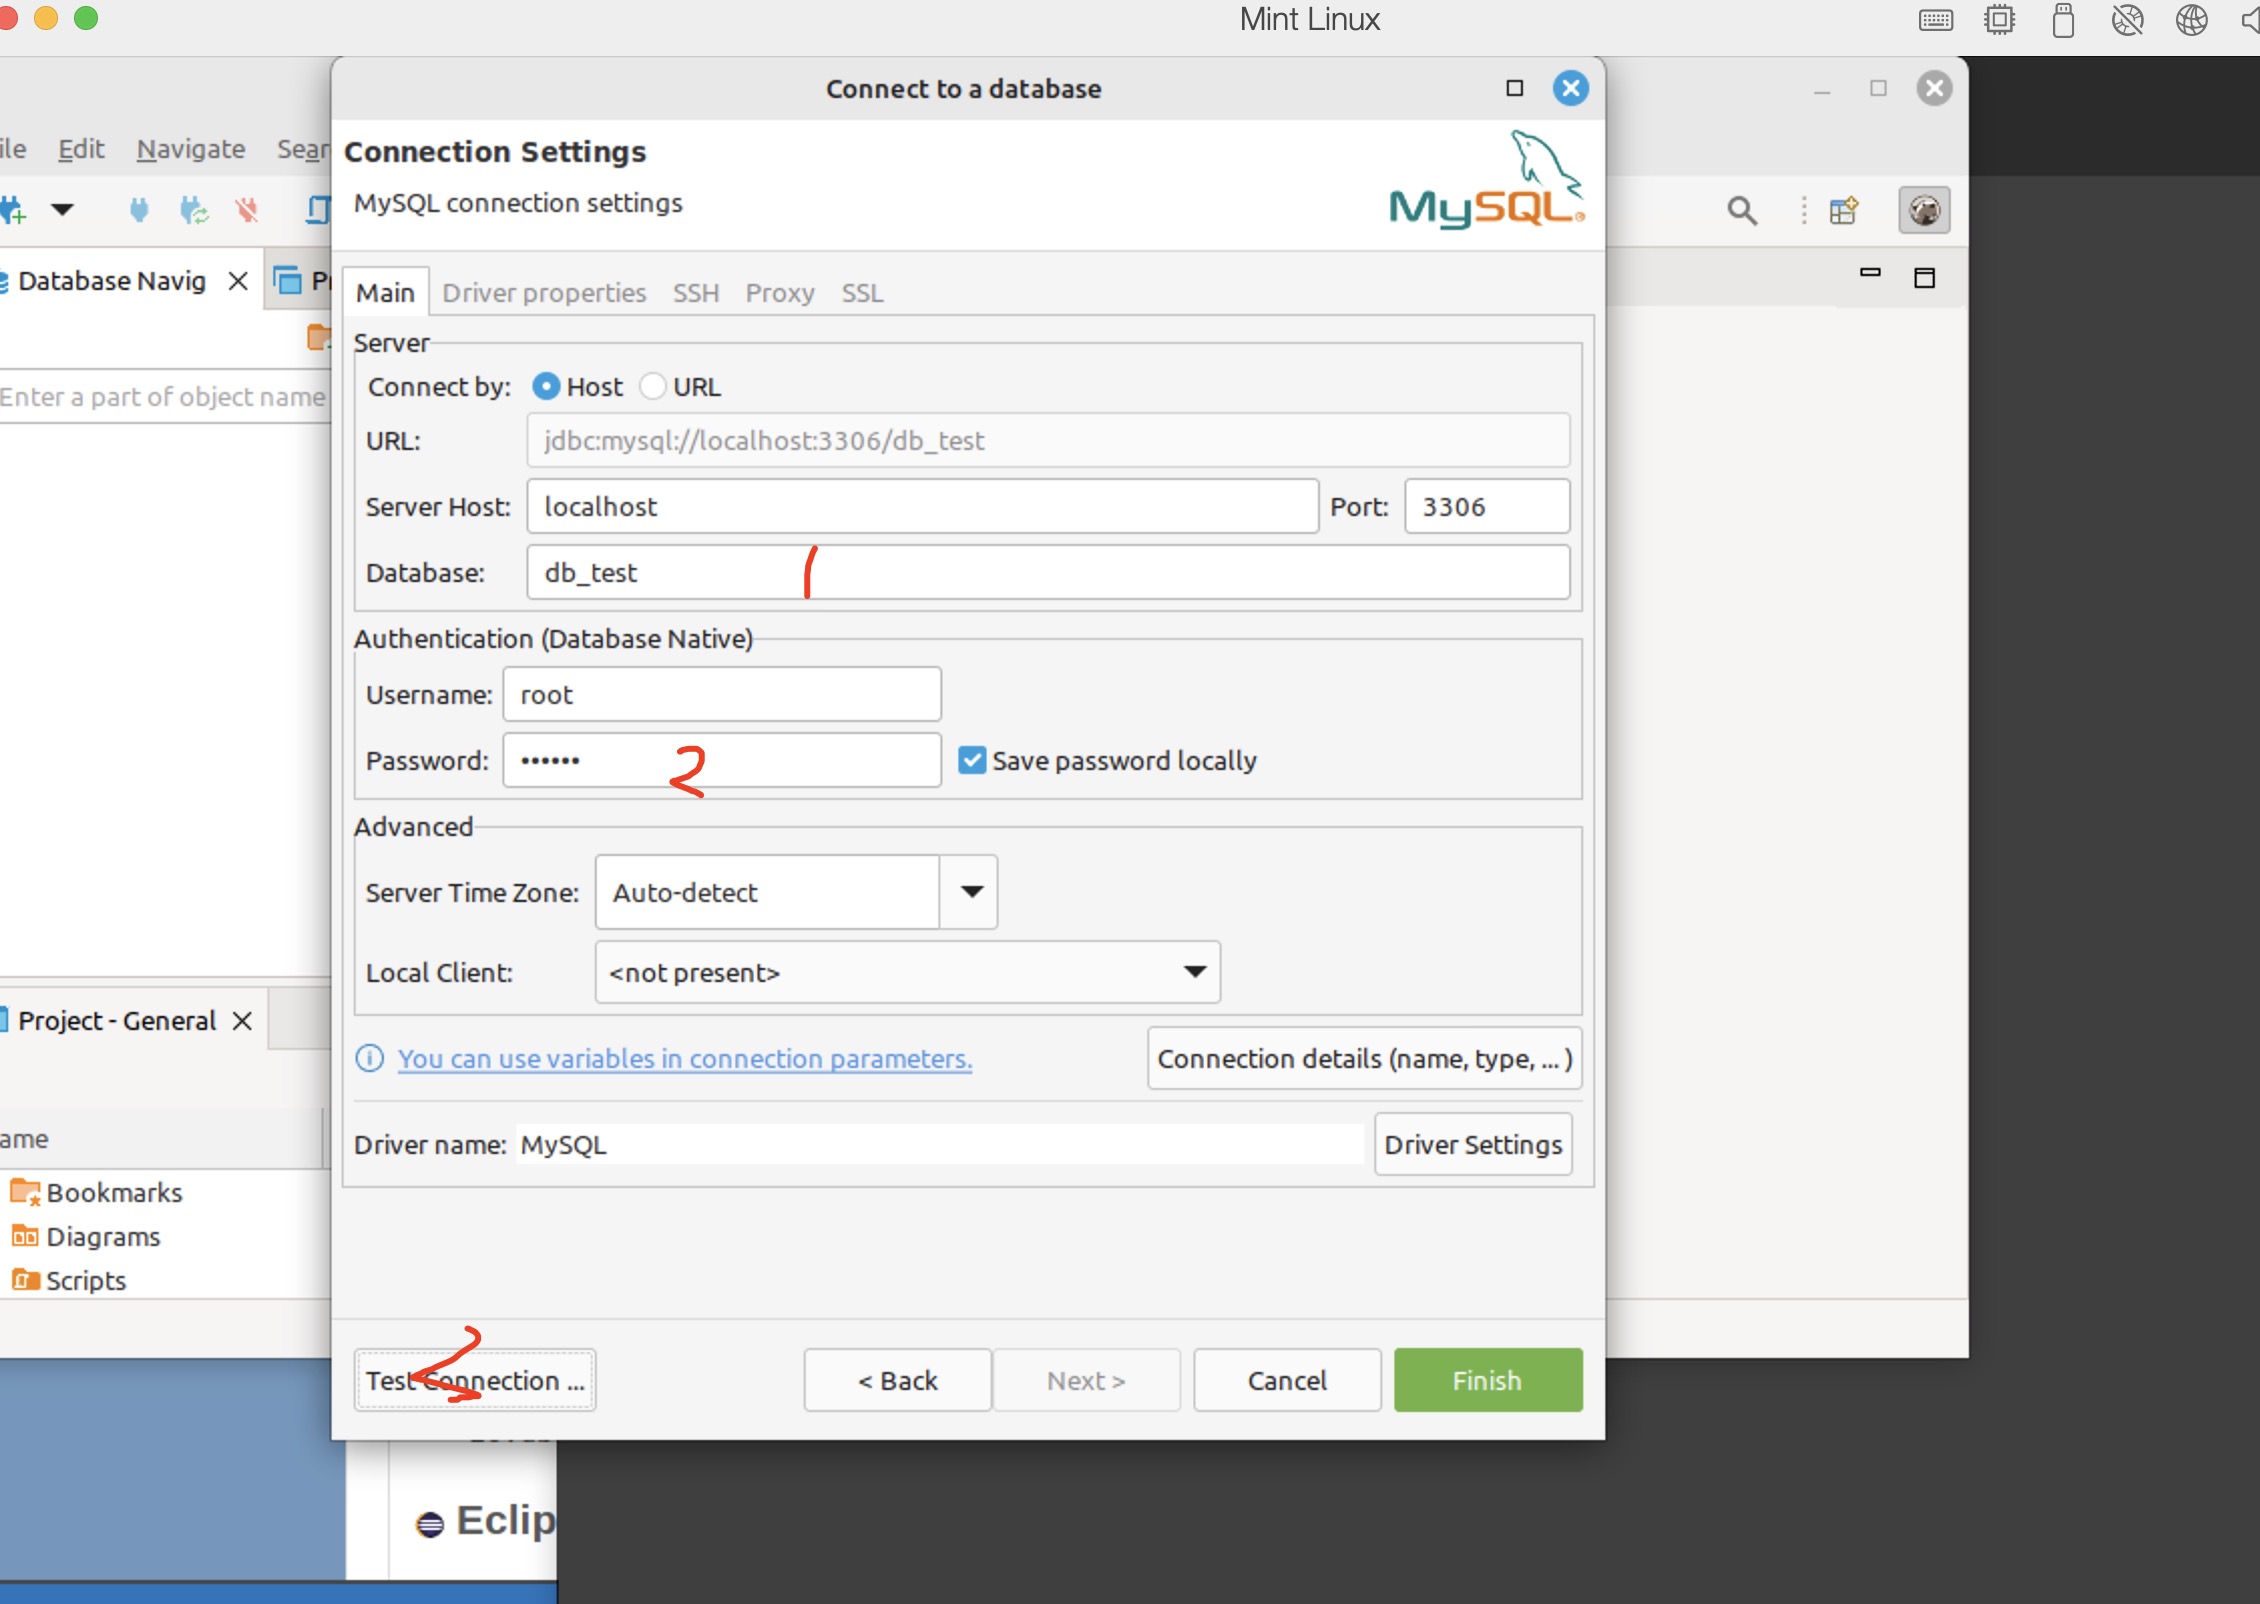 Mint Linux
Connect to a database
ile Edit Navigate Sear
Connection Settings
MySQL connection settings
MySQL
Database Navig
Pr
Main Driver properties SSH Proxy SSL
Server
Connect by: Host URL
Enter a part of object name
URL: jdbc:mysql://localhost:3306/db_test
Server Host: localhost Port: 3306
Database: db_test 1
Authentication (Database Native)
Username: root
Password: •••••• 2 Save password locally
Advanced
Server Time Zone: Auto-detect
Local Client: <not present>
Project - General
You can use variables in connection parameters. Connection details (name, type, ... )
ame
Driver name: MySQL Driver Settings
Bookmarks
Diagrams
Scripts
Test Connection ... 2 < Back Next > Cancel Finish
Eclip